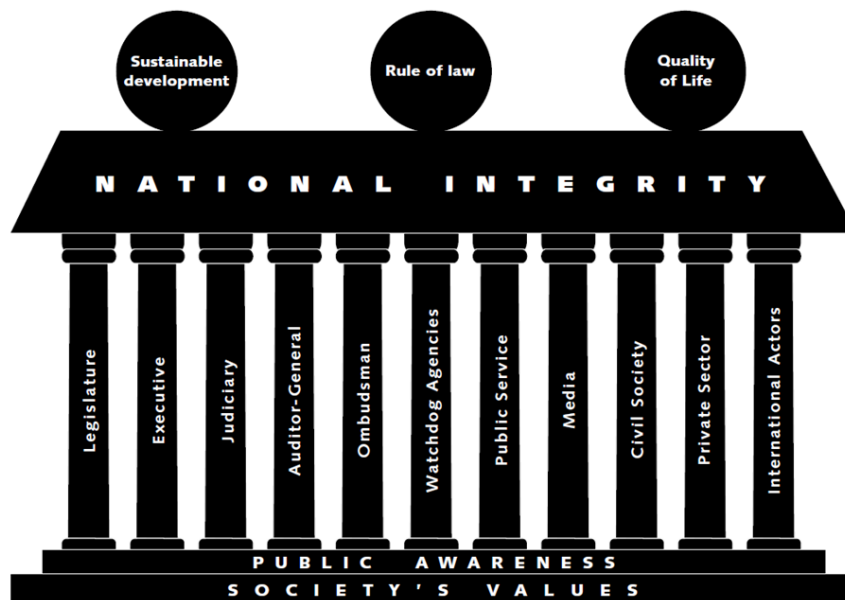 Sustainable
development
Rule of law
Quality
of Life
NATIONAL INTEGRITY
Legislature
Executive
Judiciary
Auditor-General
Ombudsman
Watchdog Agencies
Public Service
Media
Civil Society
Private Sector
International Actors
PUBLIC AWARENESS
SOCIETY'S VALUES